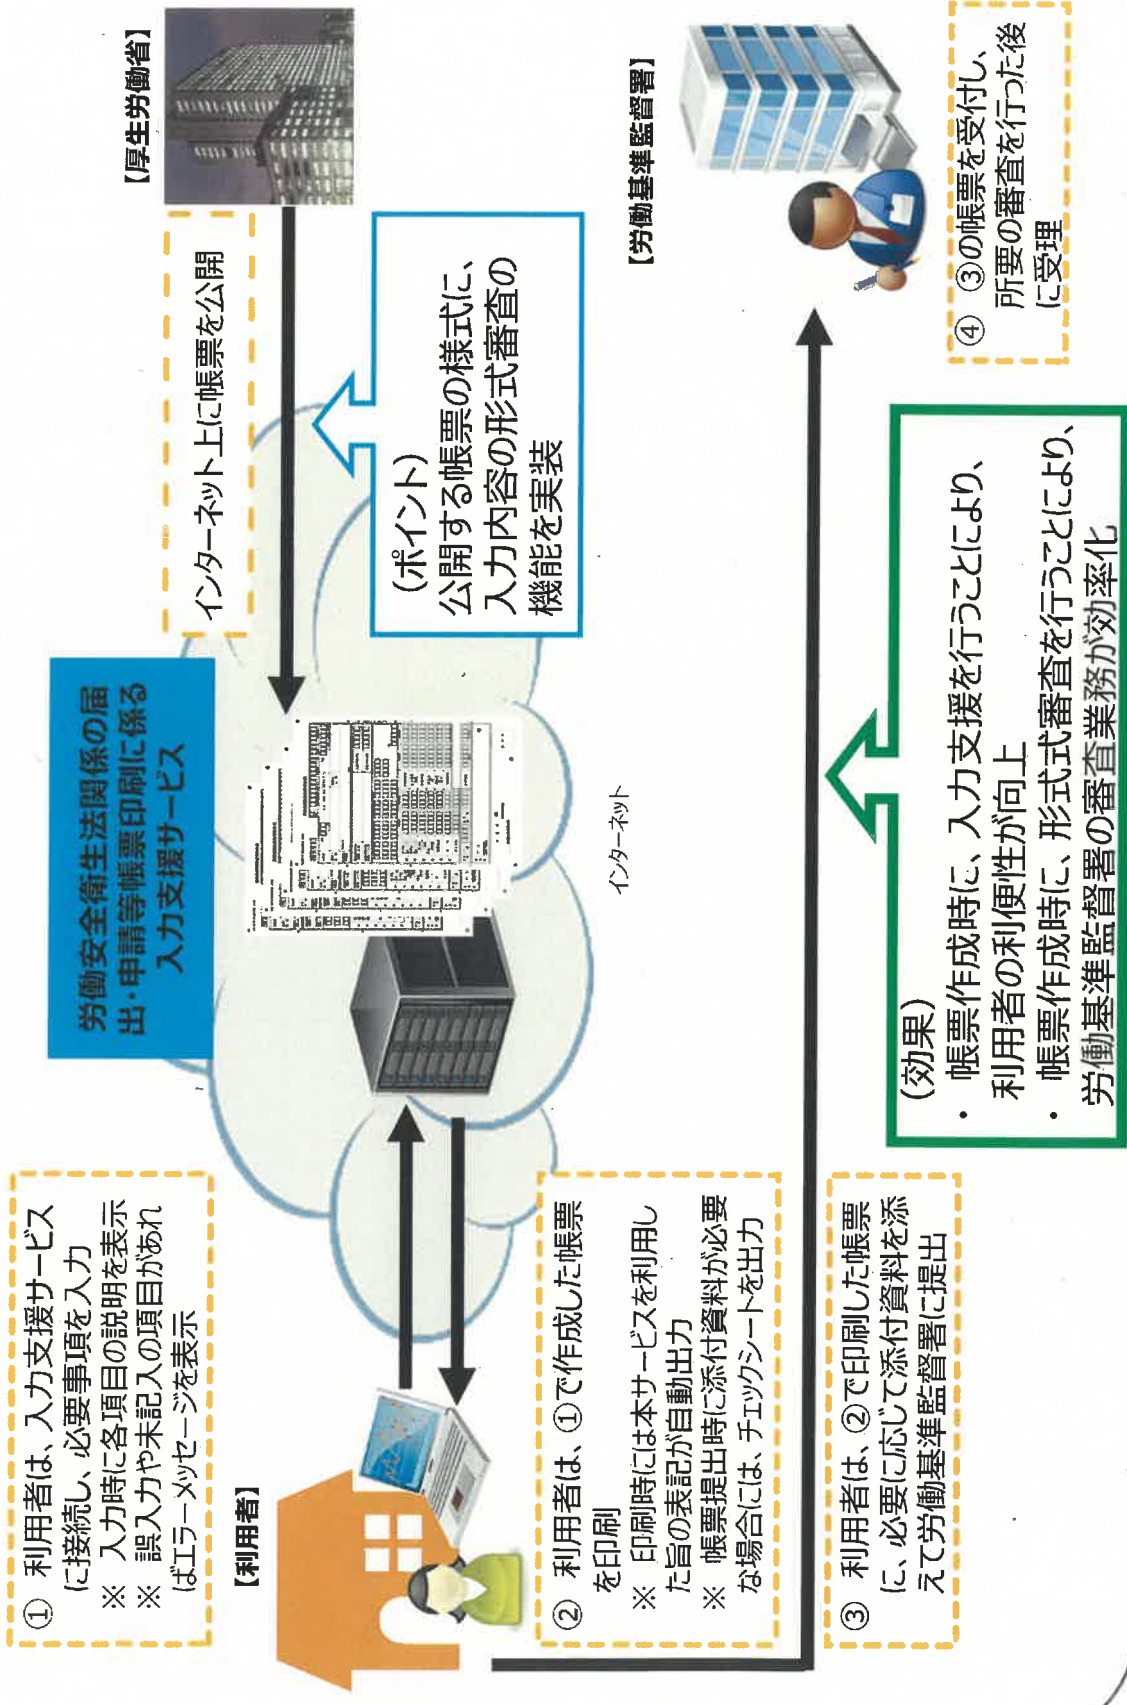 労働安全衛生法関係の届
出・申請等帳票印刷に係る
入力支援サービス
① 利用者は、入力支援サービス
に接続し、必要事項を入力
※ 入力時に各項目の説明を表示
※ 誤入力や未記入の項目があれ
ばエラーメッセージを表示
【利用者】
② 利用者は、①で作成した帳票
を印刷
※ 印刷時には本サービスを利用し
た旨の表記が自動出力
※ 帳票提出時に添付資料が必要
な場合には、チェックシートを出力
③ 利用者は、②で印刷した帳票
に、必要に応じて添付資料を添
えて労働基準監督署に提出
インターネット
【厚生労働省】
インターネット上に帳票を公開
(ポイント)
公開する帳票の様式に、
入力内容の形式審査の
機能を実装
【労働基準監督署】
④ ③の帳票を受付し、
所要の審査を行った後
に受理
(効果)
・ 帳票作成時に、入力支援を行うことにより、
利用者の利便性が向上
・ 帳票作成時に、形式式審査を行うことにより、
労働基準監督署の審査業務が効率化